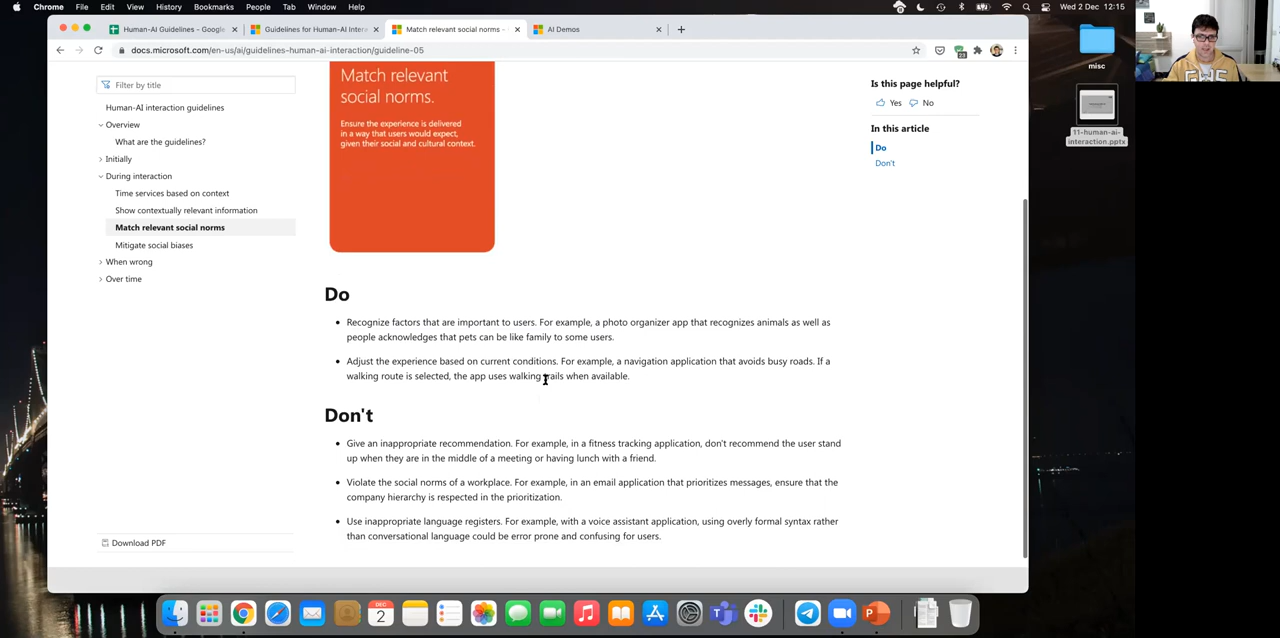 Chrome File Edit View History Bookmarks People Tab Window Help
Wed 2 Dec 12:15
Human-AI Guidelines – Google
Guidelines for Human-AI Inter
Match relevant social norms -
AI Demos
docs.microsoft.com/en-us/ai/guidelines-human-ai-interaction/guideline-05
23
misc
11-human-ai-
interaction.pptx
Filter by title
Human-AI interaction guidelines
Overview
What are the guidelines?
Initially
During interaction
Time services based on context
Show contextually relevant information
Match relevant social norms
Mitigate social biases
When wrong
Over time
Download PDF
Match relevant
social norms.
Ensure the experience is delivered
in a way that users would expect,
given their social and cultural context.
Do
Recognize factors that are important to users. For example, a photo organizer app that recognizes animals as well as
people acknowledges that pets can be like family to some users.
Adjust the experience based on current conditions. For example, a navigation application that avoids busy roads. If a
walking route is selected, the app uses walking trails when available.
Don't
Give an inappropriate recommendation. For example, in a fitness tracking application, don't recommend the user stand
up when they are in the middle of a meeting or having lunch with a friend.
Violate the social norms of a workplace. For example, in an email application that prioritizes messages, ensure that the
company hierarchy is respected in the prioritization.
Use inappropriate language registers. For example, with a voice assistant application, using overly formal syntax rather
than conversational language could be error prone and confusing for users.
Is this page helpful?
Yes No
In this article
Do
Don't
DEC
2